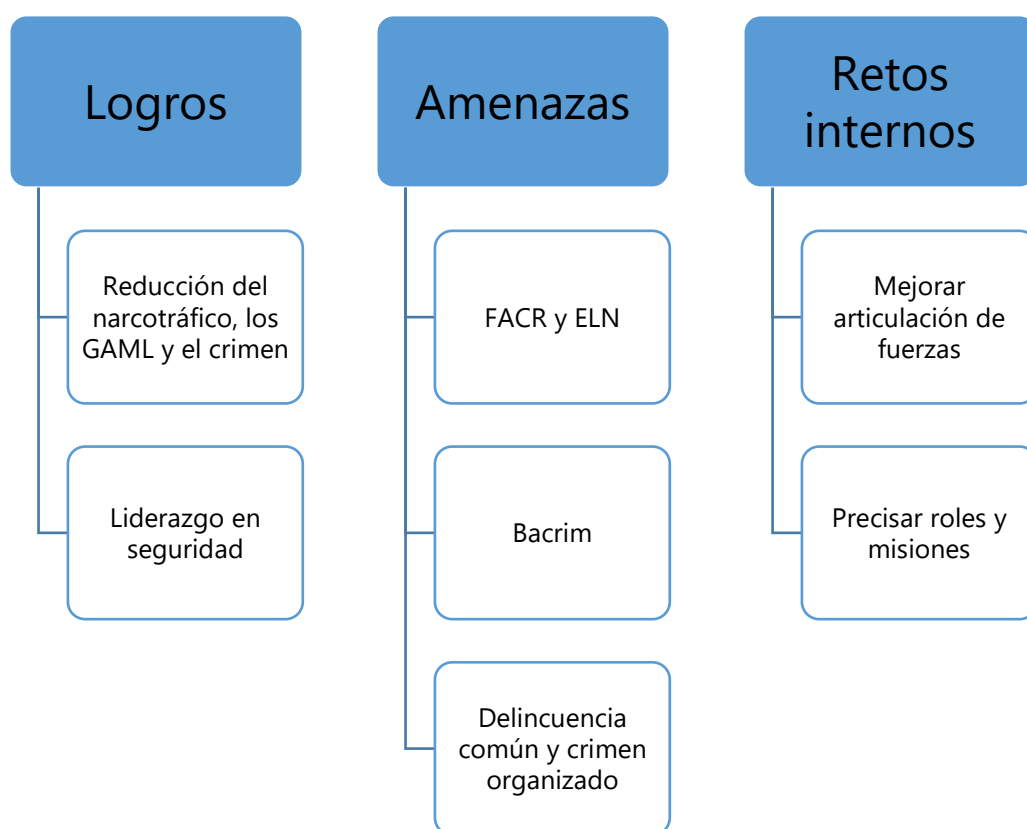 Logros
Reducción del
narcotráfico, los
GAML y el crimen
Liderazgo en
seguridad
Amenazas
FACR y ELN
Bacrim
Delincuencia
común y crimen
organizado
Retos
internos
Mejorar
articulación de
fuerzas
Precisar roles y
misiones